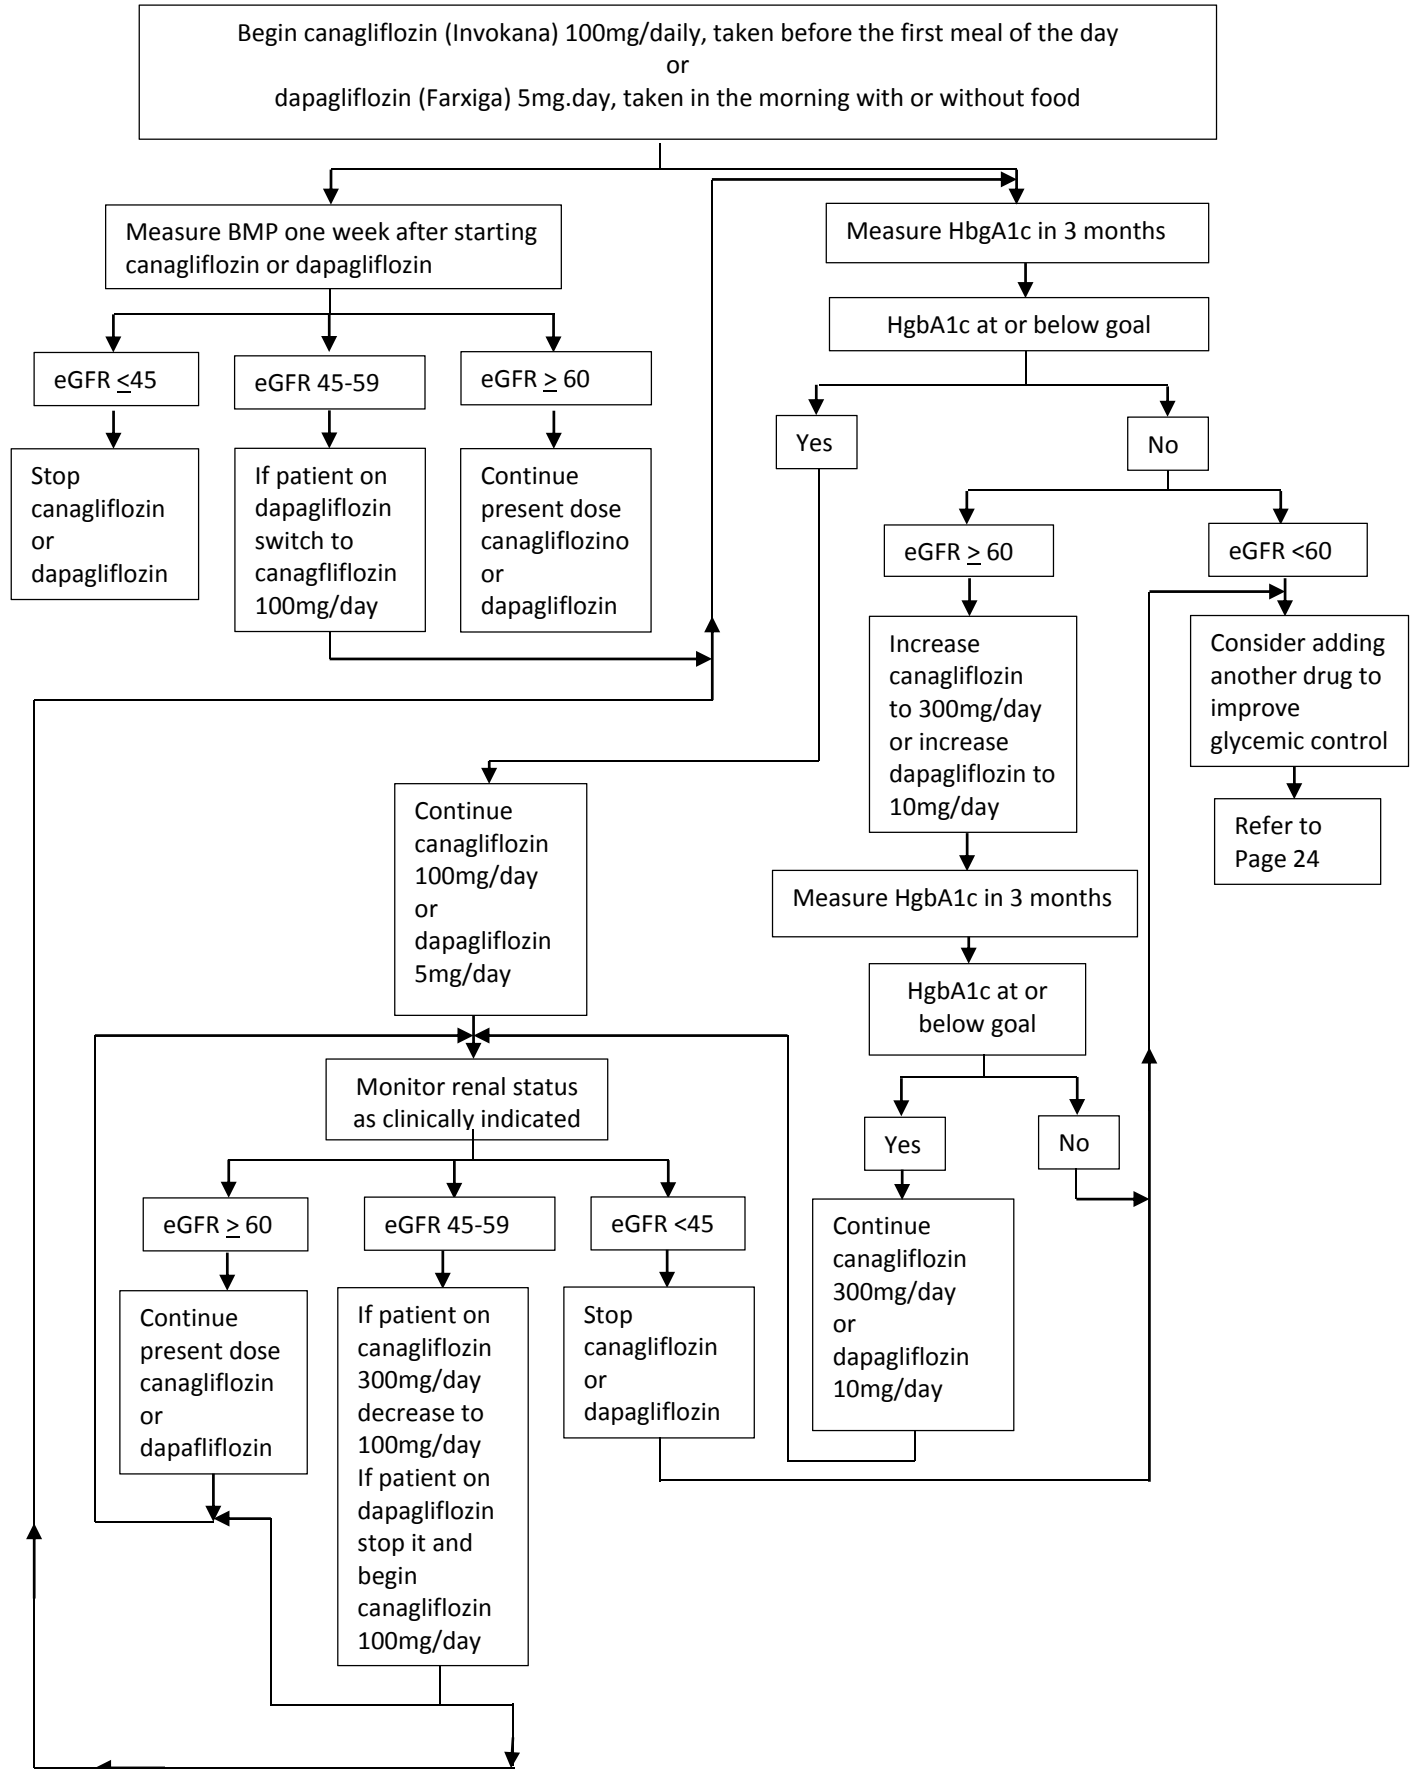 Begin canagliflozin (Invokana) 100mg/daily, taken before the first meal of the day
or
dapagliflozin (Farxiga) 5mg.day, taken in the morning with or without food
Measure BMP one week after starting
canagliflozin or dapagliflozin
eGFR ≤45
Stop
canagliflozin
or
dapagliflozin
eGFR 45-59
If patient on
dapagliflozin
switch to
canagfliflozin
100mg/day
eGFR ≥ 60
Continue
present dose
canagliflozino
or
dapagliflozin
Measure HbgA1c in 3 months
HgbA1c at or below goal
Yes
No
eGFR ≥ 60
Increase
canagliflozin
to 300mg/day
or increase
dapagliflozin to
10mg/day
eGFR <60
Consider adding
another drug to
improve
glycemic control
Refer to
Page 24
Measure HgbA1c in 3 months
HgbA1c at or
below goal
Yes
No
Continue
canagliflozin
300mg/day
or
dapagliflozin
10mg/day
Continue
canagliflozin
100mg/day
or
dapagliflozin
5mg/day
Monitor renal status
as clinically indicated
eGFR ≥ 60
Continue
present dose
canagliflozin
or
dapafliflozin
eGFR 45-59
If patient on
canagliflozin
300mg/day
decrease to
100mg/day
If patient on
dapagliflozin
stop it and
begin
canagliflozin
100mg/day
eGFR <45
Stop
canagliflozin
or
dapagliflozin